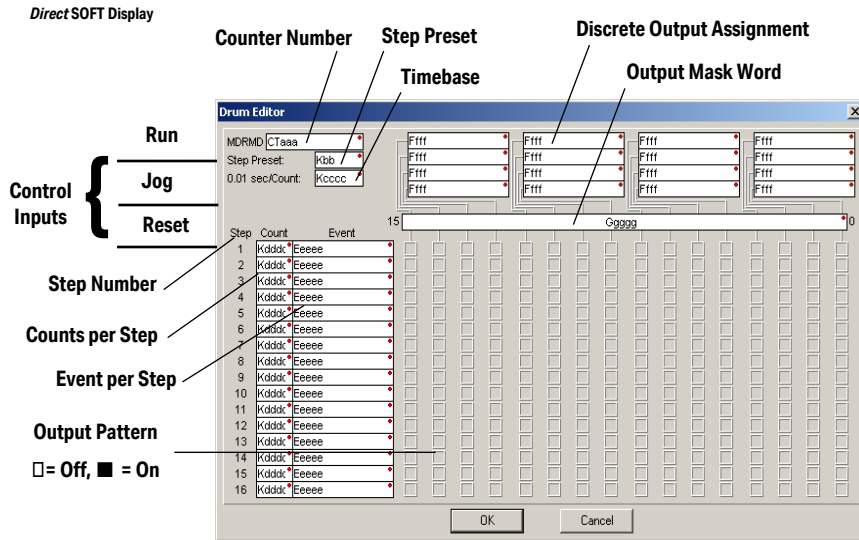 Direct SOFT Display
Counter Number
Step Preset
Discrete Output Assignment
Timebase
Output Mask Word
Drum Editor
Run
MDRMD CTaaa
Ffff Ffff Ffff Ffff
Step Preset: Kbb
Ffff Ffff Ffff Ffff
Jog
0.01 sec/Count: Kcccc
Ffff Ffff Ffff Ffff
Ffff Ffff Ffff Ffff
Control
Inputs
Reset
15 Ggggg 0
Step Count Event
1 Kdddc Eeeee
2 Kdddc Eeeee
3 Kdddc Eeeee
Step Number
4 Kdddc Eeeee
5 Kdddc Eeeee
6 Kdddc Eeeee
Counts per Step
7 Kdddc Eeeee
8 Kdddc Eeeee
9 Kdddc Eeeee
Event per Step
10 Kdddc Eeeee
11 Kdddc Eeeee
12 Kdddc Eeeee
Output Pattern
13 Kdddc Eeeee
14 Kdddc Eeeee
15 Kdddc Eeeee
□= Off, ■ = On
16 Kdddc Eeeee
OK Cancel